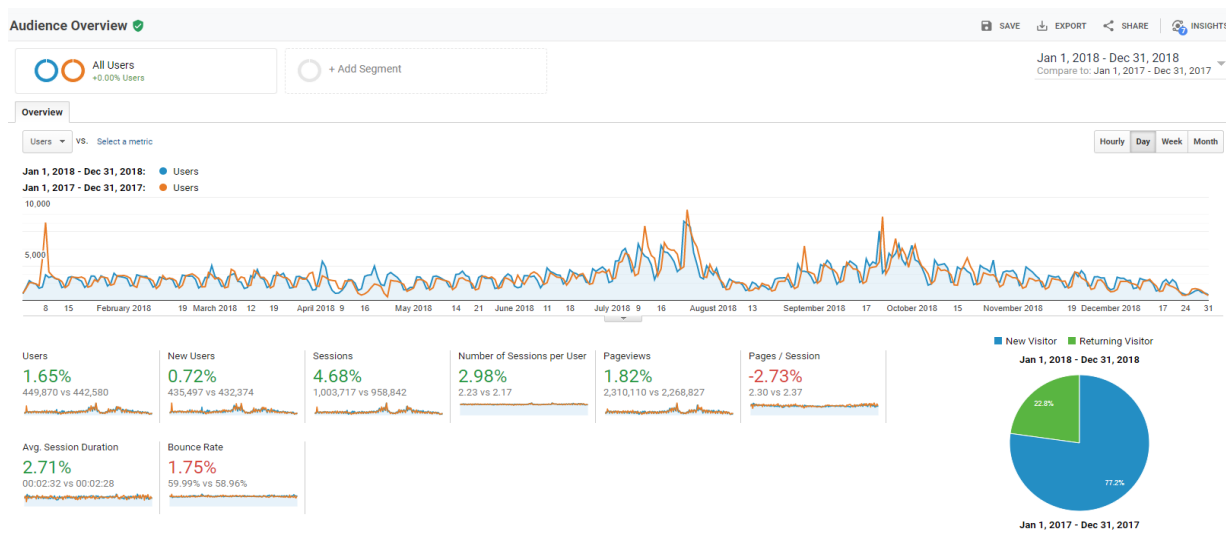 Audience Overview
SAVE EXPORT SHARE INSIGHTS
7
All Users
+0.00% Users
+ Add Segment
Jan 1, 2018 - Dec 31, 2018
Compare to: Jan 1, 2017 - Dec 31, 2017
Overview
Users VS. Select a metric
Hourly Day Week Month
Jan 1, 2018 - Dec 31, 2018: Users
Jan 1, 2017 - Dec 31, 2017: Users
10,000
5,000
8 15 February 2018 19 March 2018 12 19 April 2018 9 16 May 2018 14 21 June 2018 11 18 July 2018 9 16 August 2018 13 September 2018 17 October 2018 15 November 2018 19 December 2018 17 24 31
New Visitor Returning Visitor
Jan 1, 2018 - Dec 31, 2018
Users New Users Sessions Number of Sessions per User Pageviews Pages / Session
1.65% 0.72% 4.68% 2.98% 1.82% -2.73%
449,870 vs 442,580 435,497 vs 432,374 1,003,717 vs 958,842 2.23 vs 2.17 2,310,110 vs 2,268,827 2.30 vs 2.37
22.8%
77.2%
Avg. Session Duration Bounce Rate
2.71% 1.75%
00:02:32 vs 00:02:28 59.99% vs 58.96%
Jan 1, 2017 - Dec 31, 2017